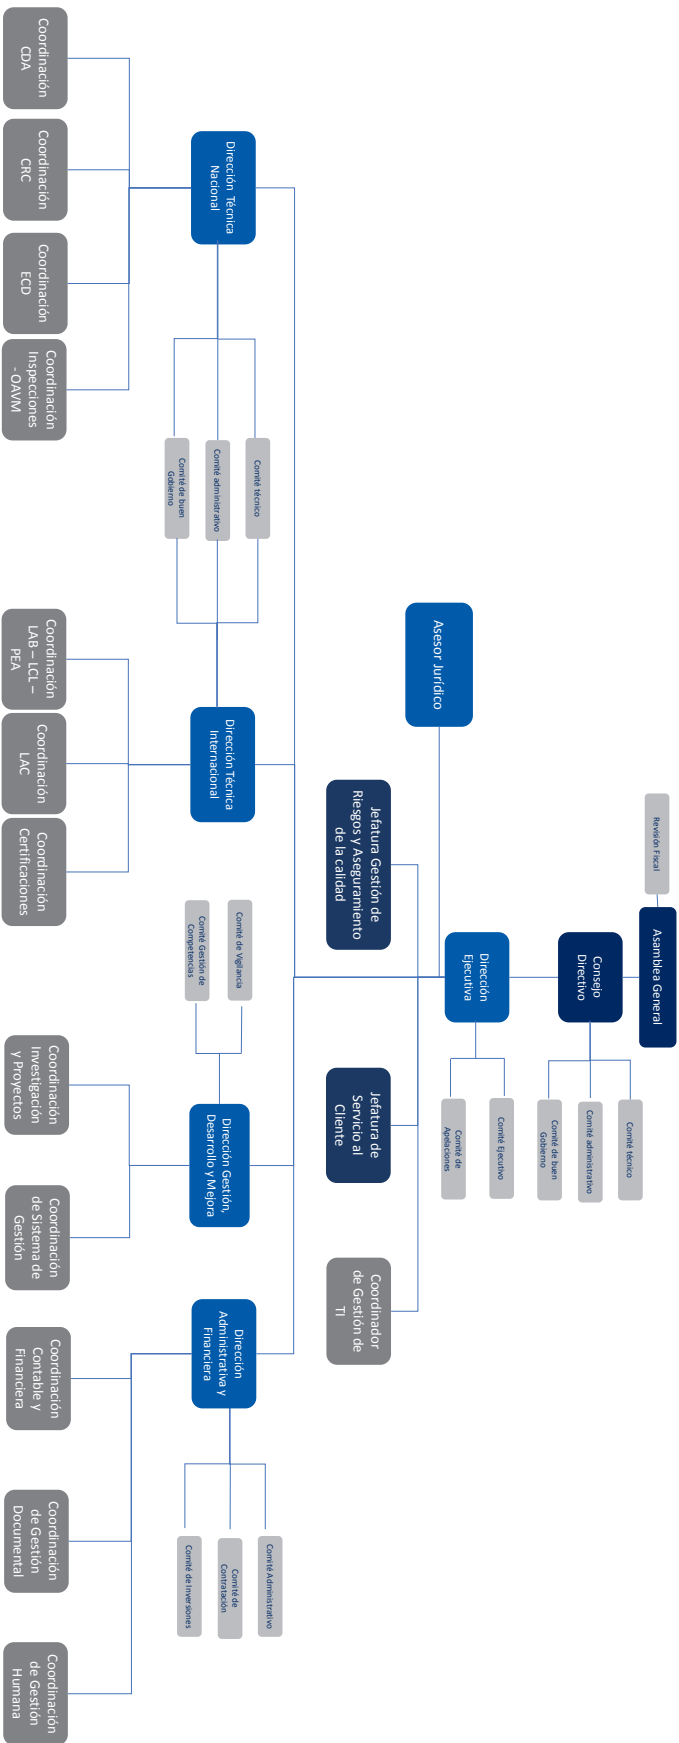 Asamblea General
Revisión Fiscal
Consejo
Directivo
Comité técnico
Comité administrativo
Comité de buen
Gobierno
Dirección
Ejecutiva
Comité Ejecutivo
Comité de
Apelaciones
Asesor Jurídico
Jefatura Gestión de
Riesgos y Aseguramiento
de la calidad
Jefatura de
Servicio al
Cliente
Coordinador
de Gestión de
TI
Dirección Técnica
Nacional
Comité técnico
Comité administrativo
Comité de buen
Gobierno
Dirección Técnica
Internacional
Comité de Vigilancia
Comité Gestión de
Competencias
Dirección Gestión,
Desarrollo y Mejora
Dirección
Administrativa y
Financiera
Comité Administrativo
Comité de
Contratación
Comité de Inversiones
Coordinación
CDA
Coordinación
CRC
Coordinación
ECD
Coordinación
Inspecciones
- OAVM
Coordinación
LAB – LCL –
PEA
Coordinación
LAC
Coordinación
Certificaciones
Coordinación
Investigación
y Proyectos
Coordinación
de Sistema de
Gestión
Coordinación
Contable y
Financiera
Coordinación
de Gestión
Documental
Coordinación
de Gestión
Humana